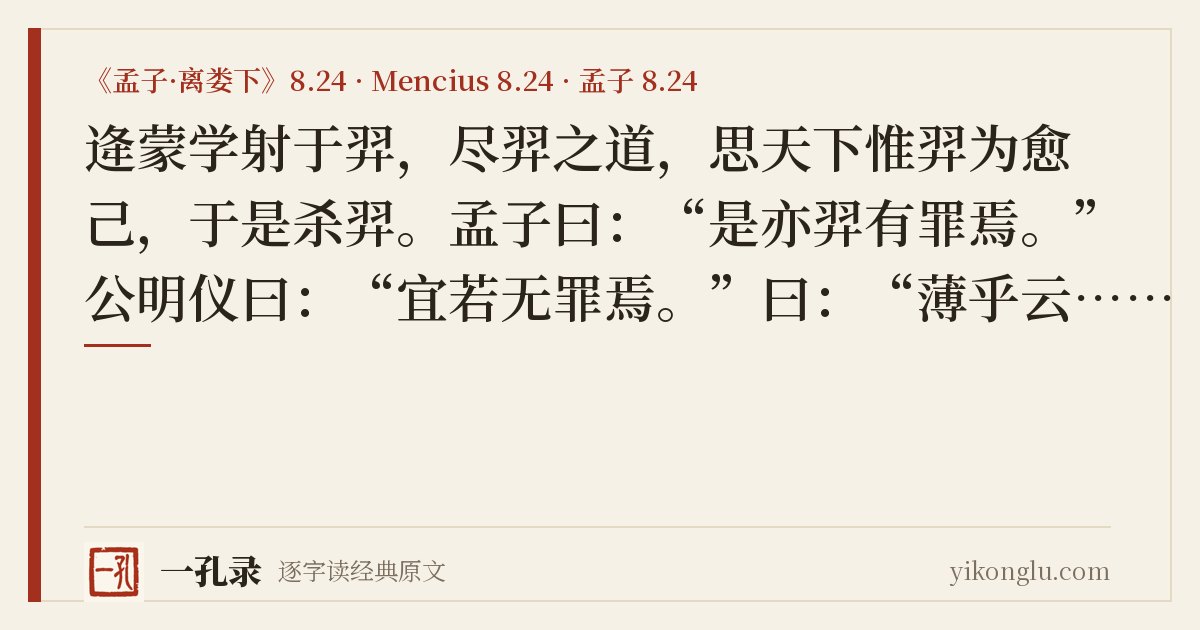 《孟子·离娄下》8.24 · Mencius 8.24 · 孟子 8.24
逄蒙学射于羿，尽羿之道，思天下惟羿为愈
己，于是杀羿。孟子曰：“是亦羿有罪焉。”
公明仪曰：“宜若无罪焉。”曰：“薄乎云……
一孔
一孔录 逐字读经典原文 yikonglu.com